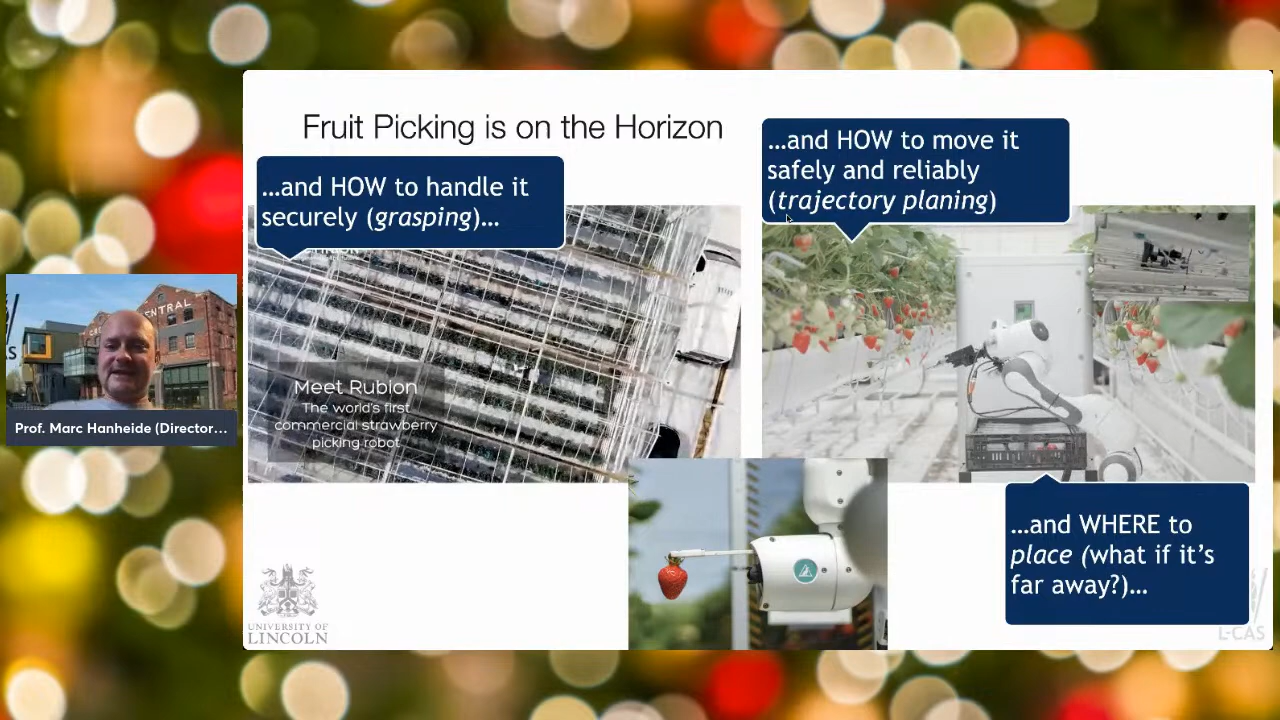 Fruit Picking is on the Horizon
...and HOW to handle it
securely (grasping)...
...and HOW to move it
safely and reliably
(trajectory planing)
Meet Rubion
The world's first
commercial strawberry
picking robot
ENTRAL
Prof. Marc Hanheide (Director...
...and WHERE to
place (what if it's
far away?)...
UNIVERSITY OF
LINCOLN
L-CAS